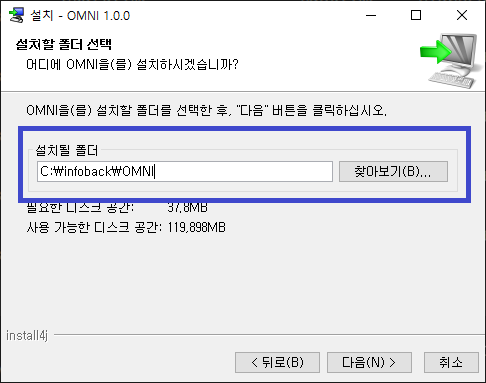 설치 - OMNI 1.0.0
설치할 폴더 선택
어디에 OMNI을(를) 설치하시겠습니까?
OMNI을(를) 설치할 폴더를 선택한 후, "다음" 버튼을 클릭하십시오.
설치될 폴더
C:\infoback\OMNI 찾아보기(B)...
필요한 디스크 공간: 37,8MB
사용 가능한 디스크 공간: 119,898MB
install4j
< 뒤로(B) 다음(N) > 취소